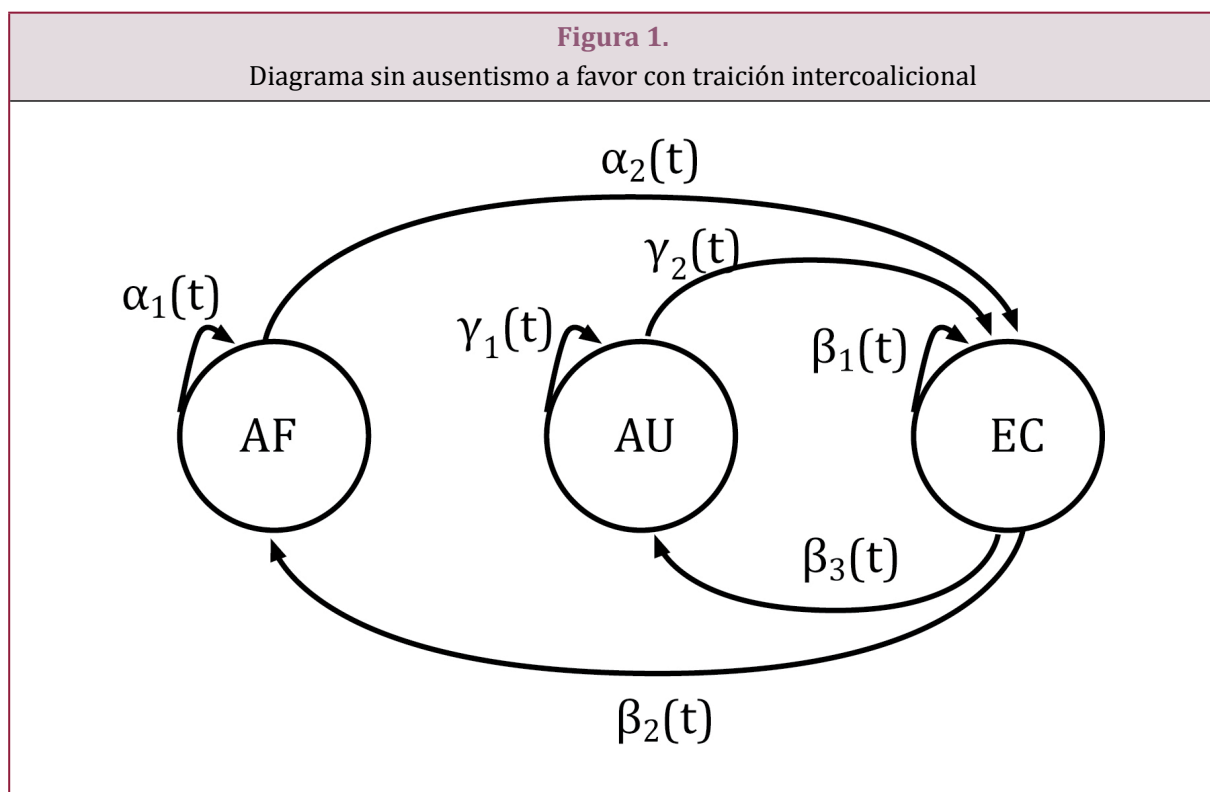 Figura 1.
Diagrama sin ausentismo a favor con traición intercoalicional
α₂(t)
γ₂(t)
α₁(t)
γ₁(t)
β₁(t)
AF
AU
EC
β₃(t)
β₂(t)